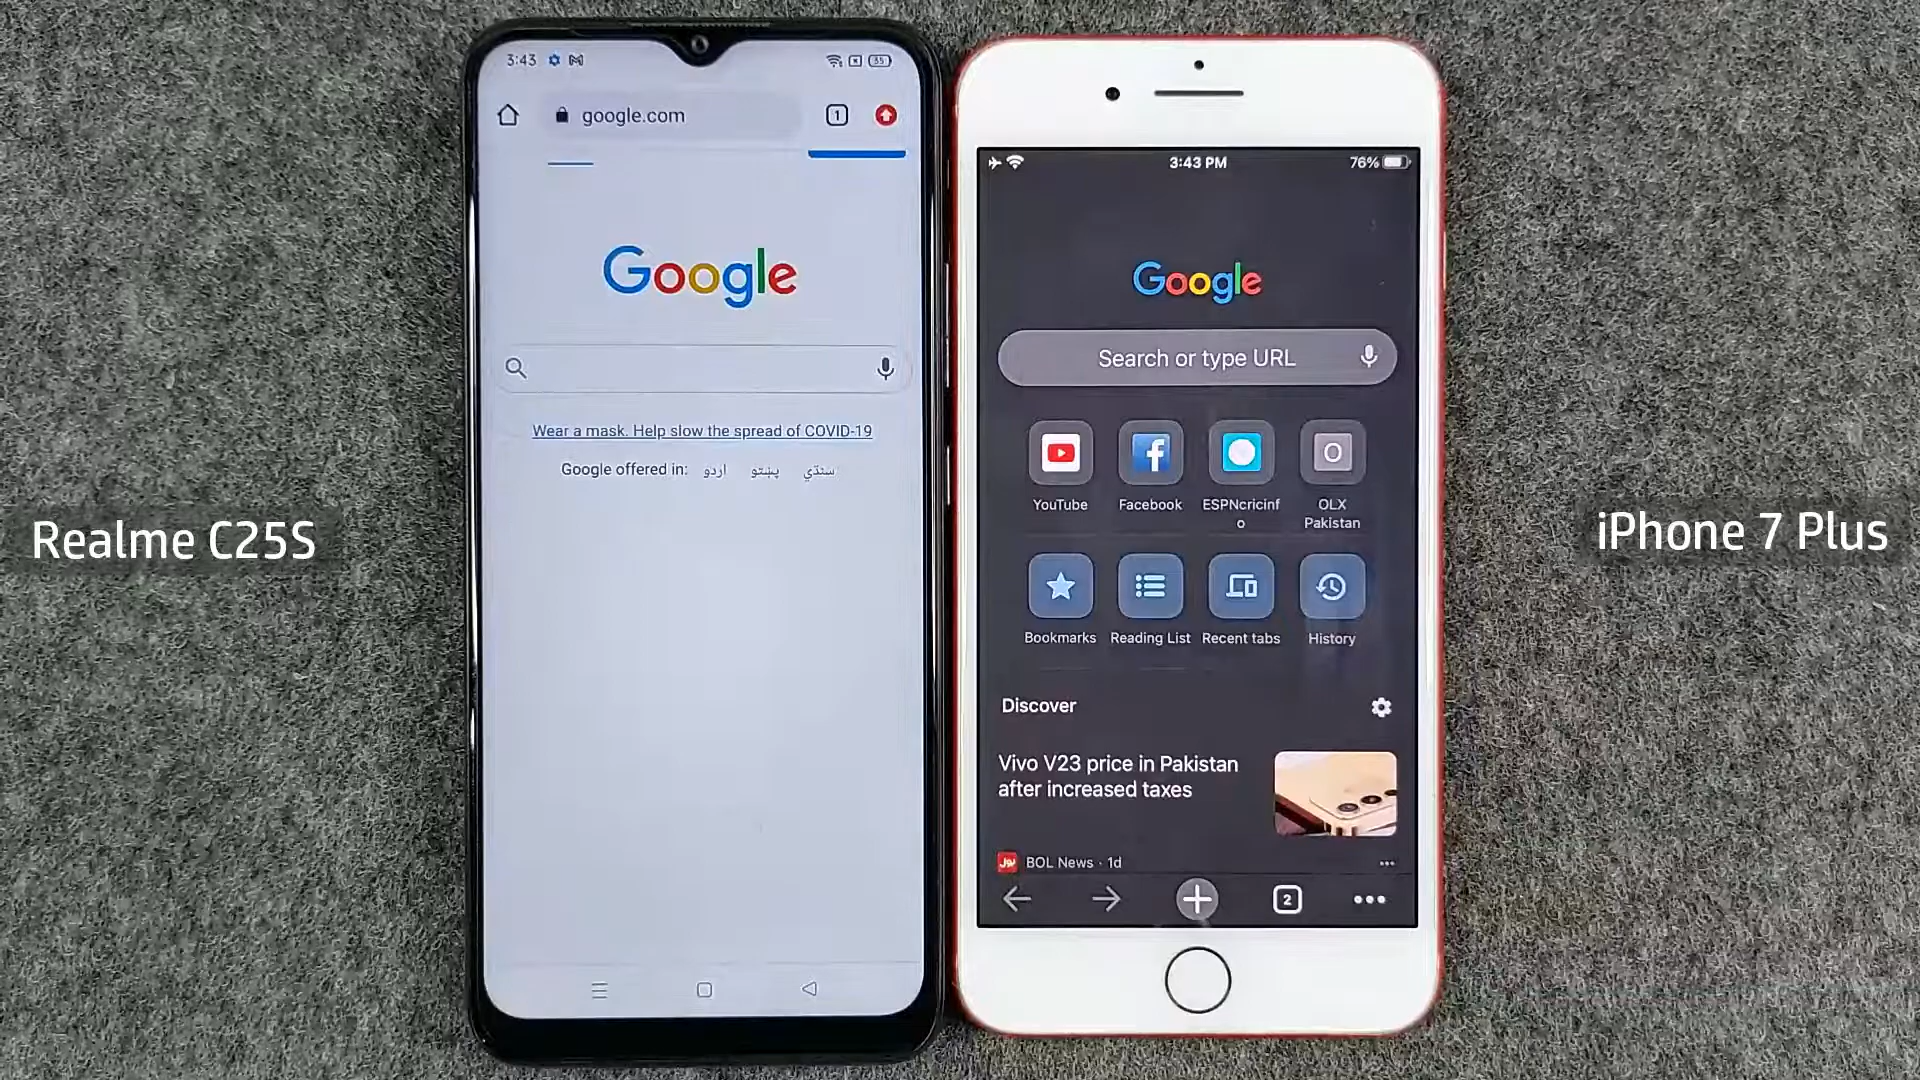 3:43
35
google.com
1
Google
Wear a mask. Help slow the spread of COVID-19
Google offered in: اردو پښتو سنڌي
Realme C25S
3:43 PM
76%
Google
Search or type URL
YouTube
Facebook
ESPNcricinf
o
O
OLX
Pakistan
Bookmarks
Reading List
Recent tabs
History
Discover
Vivo V23 price in Pakistan
after increased taxes
بول
BOL News · 1d
2
iPhone 7 Plus